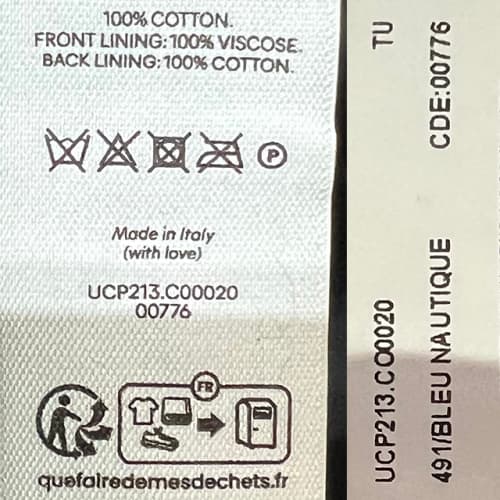 100% COTTON.
FRONT LINING: 100% VISCOSE.
BACK LINING: 100% COTTON.
P
Made in Italy
(with love)
UCP213.C00020
00776
FR
quefairedemesdechets.fr
TU
CDE:00776
UCP213.C00020
491/BLEU NAUTIQUE